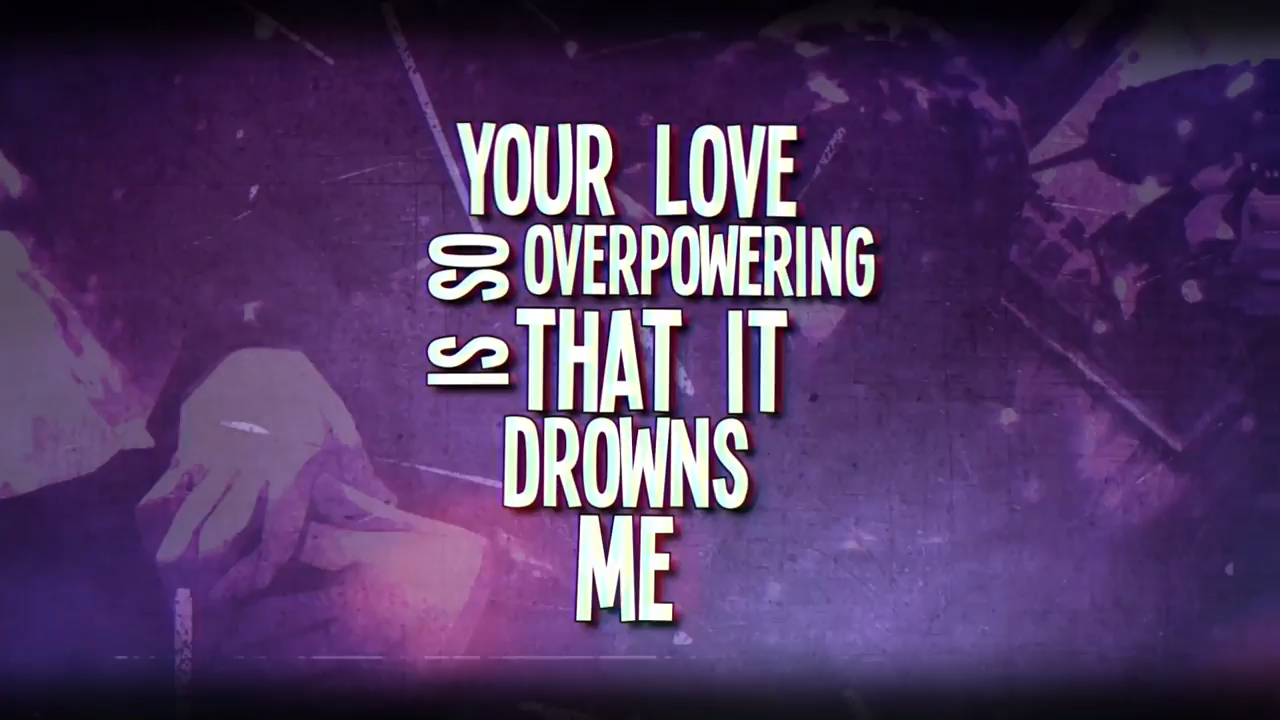 YOUR LOVE
IS SO
OVERPOWERING
THAT IT
DROWNS
ME